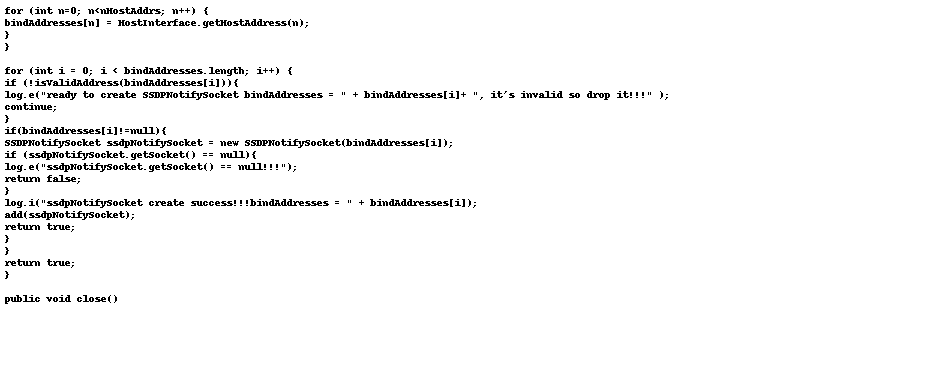 for (int n=0; n<nHostAddrs; n++) {
bindAddresses[n] = HostInterface.getHostAddress(n);
}
}
for (int i = 0; i < bindAddresses.length; i++) {
if (!isValidAddress(bindAddresses[i])){
log.e("ready to create SSDPNotifySocket bindAddresses = " + bindAddresses[i]+ ", it's invalid so drop it!!!" );
continue;
}
if(bindAddresses[i]!=null){
SSDPNotifySocket ssdpNotifySocket = new SSDPNotifySocket(bindAddresses[i]);
if (ssdpNotifySocket.getSocket() == null){
log.e("ssdpNotifySocket.getSocket() == null!!!");
return false;
}
log.i("ssdpNotifySocket create success!!!bindAddresses = " + bindAddresses[i]);
add(ssdpNotifySocket);
return true;
}
}
return true;
}
public void close()